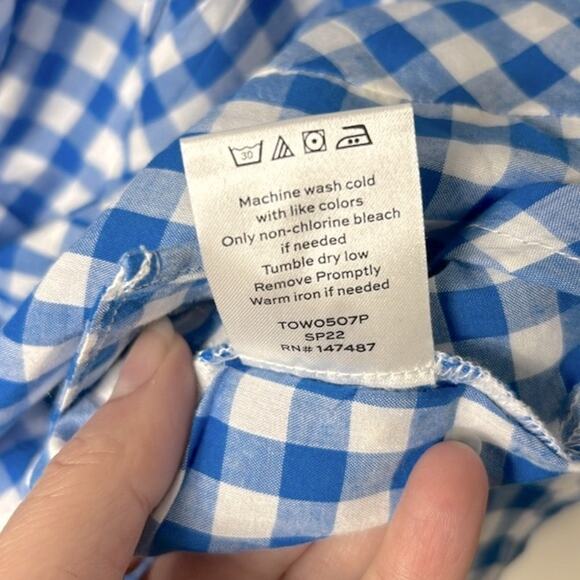 30
Machine wash cold
with like colors
Only non-chlorine bleach
if needed
Tumble dry low
Remove Promptly
Warm iron if needed
TOW0507P
SP22
RN# 147487